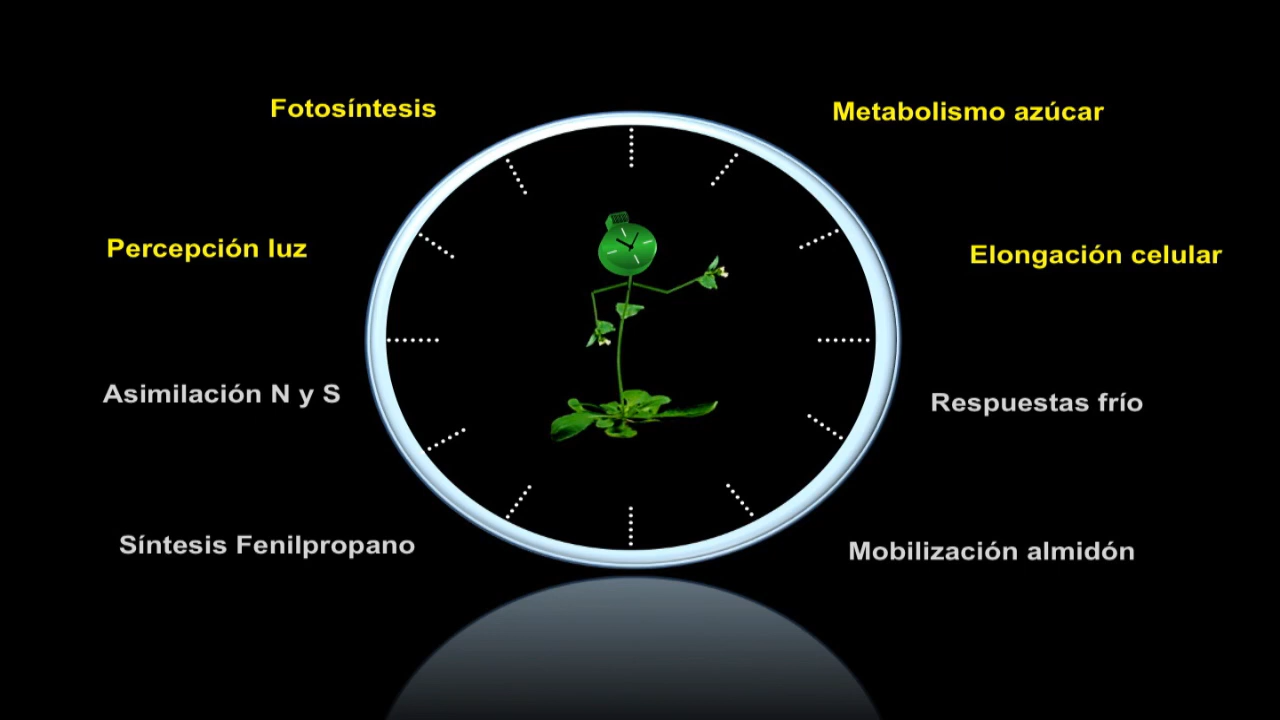 Fotosíntesis
Metabolismo azúcar
Percepción luz
Elongación celular
Asimilación N y S
Respuestas frío
Síntesis Fenilpropano
Mobilización almidón